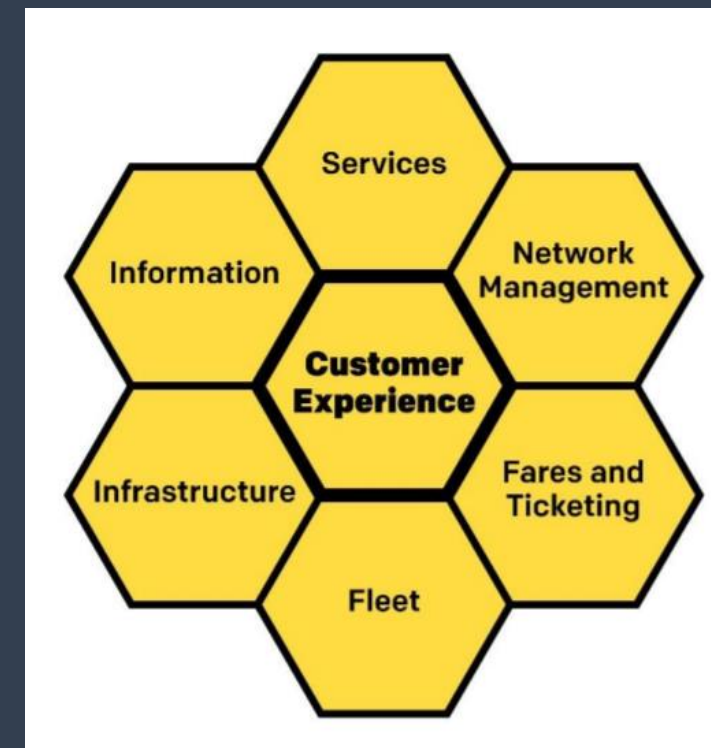 Services
Information
Network
Management
Customer
Experience
Infrastructure
Fares and
Ticketing
Fleet